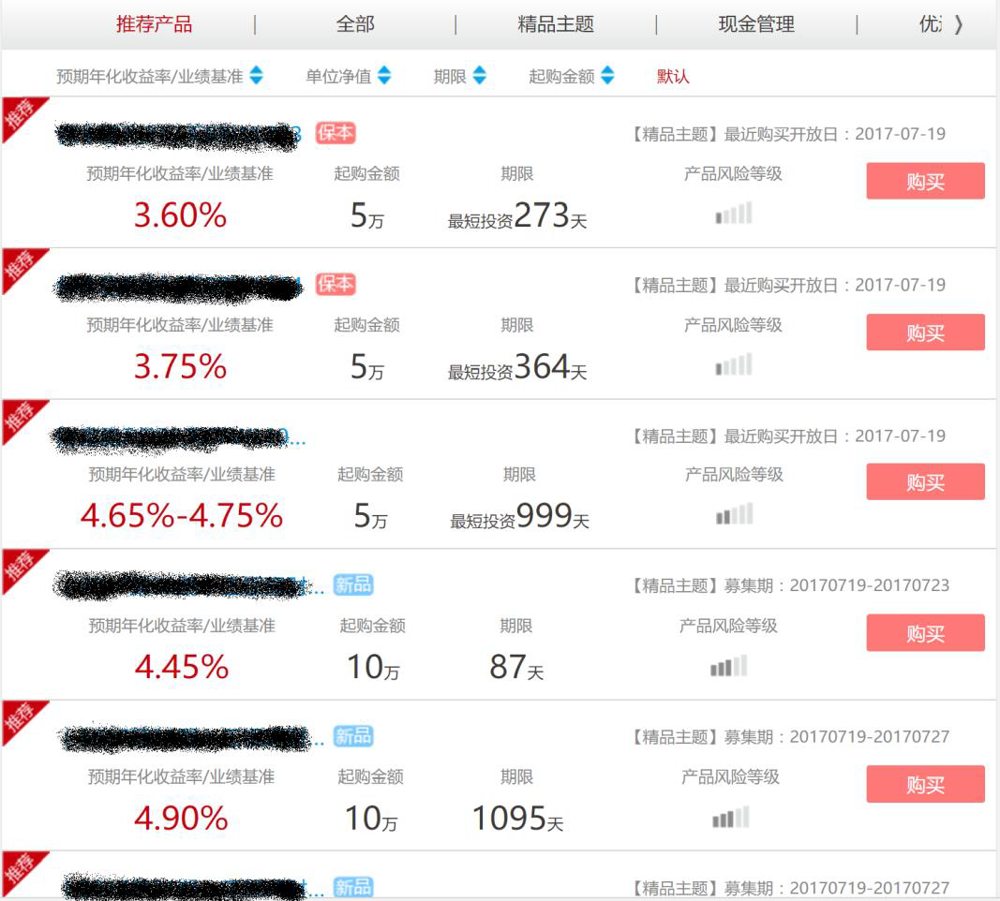 推荐产品 | 全部 | 精品主题 | 现金管理 | 优 〉
预期年化收益率/业绩基准 单位净值 期限 起购金额 默认
推荐 保本 【精品主题】最近购买开放日：2017-07-19
预期年化收益率/业绩基准 起购金额 期限 产品风险等级 购买
3.60% 5万 最短投资273天
推荐 保本 【精品主题】最近购买开放日：2017-07-19
预期年化收益率/业绩基准 起购金额 期限 产品风险等级 购买
3.75% 5万 最短投资364天
推荐 ... 【精品主题】最近购买开放日：2017-07-19
预期年化收益率/业绩基准 起购金额 期限 产品风险等级 购买
4.65%-4.75% 5万 最短投资999天
推荐 ... 新品 【精品主题】募集期：20170719-20170723
预期年化收益率/业绩基准 起购金额 期限 产品风险等级 购买
4.45% 10万 87天
推荐 ... 新品 【精品主题】募集期：20170719-20170727
预期年化收益率/业绩基准 起购金额 期限 产品风险等级 购买
4.90% 10万 1095天
推荐 ... 新品 【精品主题】募集期：20170719-20170727